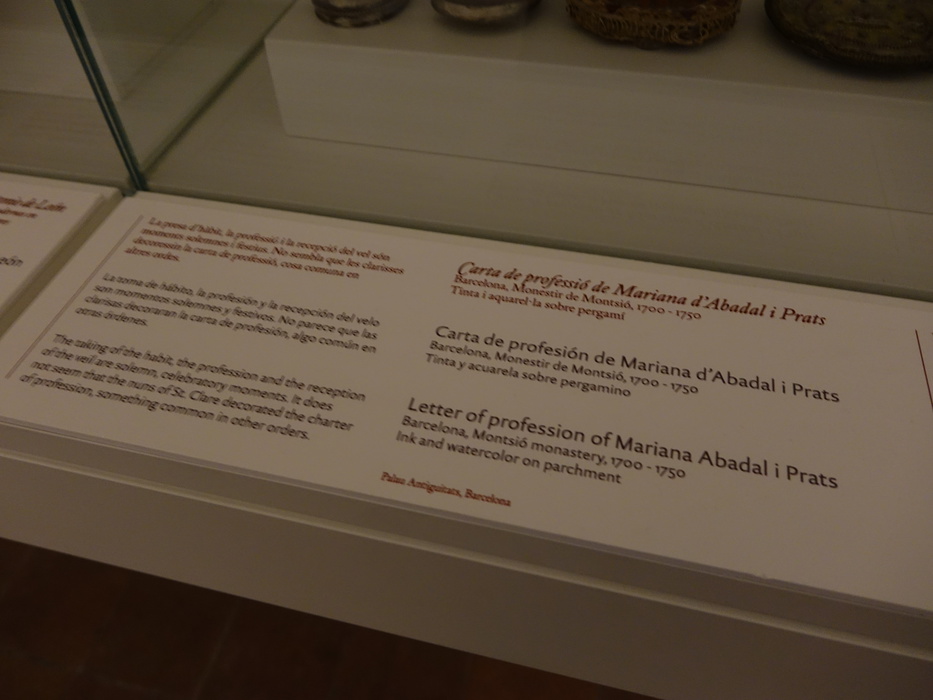 eón
La presa d'hàbit, la professió i la recepció del vel són
moments solemnes i festius. No sembla que les clarisses
decoressin la carta de professió, cosa comuna en
altres ordes.
La toma de hábito, la profesión y la recepción del velo
son momentos solemnes y festivos. No parece que las
clarisas decoraran la carta de profesión, algo común en
otras órdenes.
The taking of the habit, the profession and the reception
of the veil are solemn, celebratory moments. It does
not seem that the nuns of St. Clare decorated the charter
of profession, something common in other orders.
Carta de professió de Mariana d'Abadal i Prats
Barcelona, Monestir de Montsió, 1700 - 1750
Tinta i aquarel·la sobre pergamí
Carta de profesión de Mariana d'Abadal i Prats
Barcelona, Monestir de Montsió, 1700 - 1750
Tinta y acuarela sobre pergamino
Letter of profession of Mariana Abadal i Prats
Barcelona, Montsió monastery, 1700 - 1750
Ink and watercolor on parchment
Palau Antiguitats, Barcelona